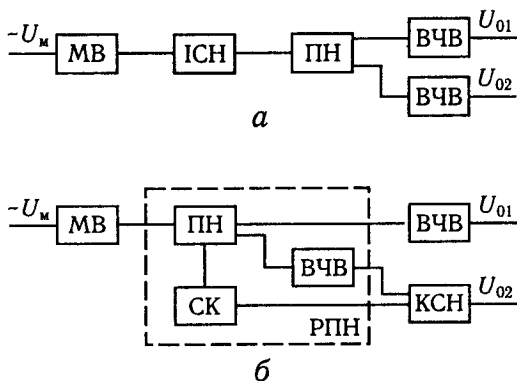 ~Uм МВ ІСН ПН ВЧВ U01
ВЧВ U02
а
~Uм МВ ПН ВЧВ U01
ВЧВ
СК КСН U02
РПН
б